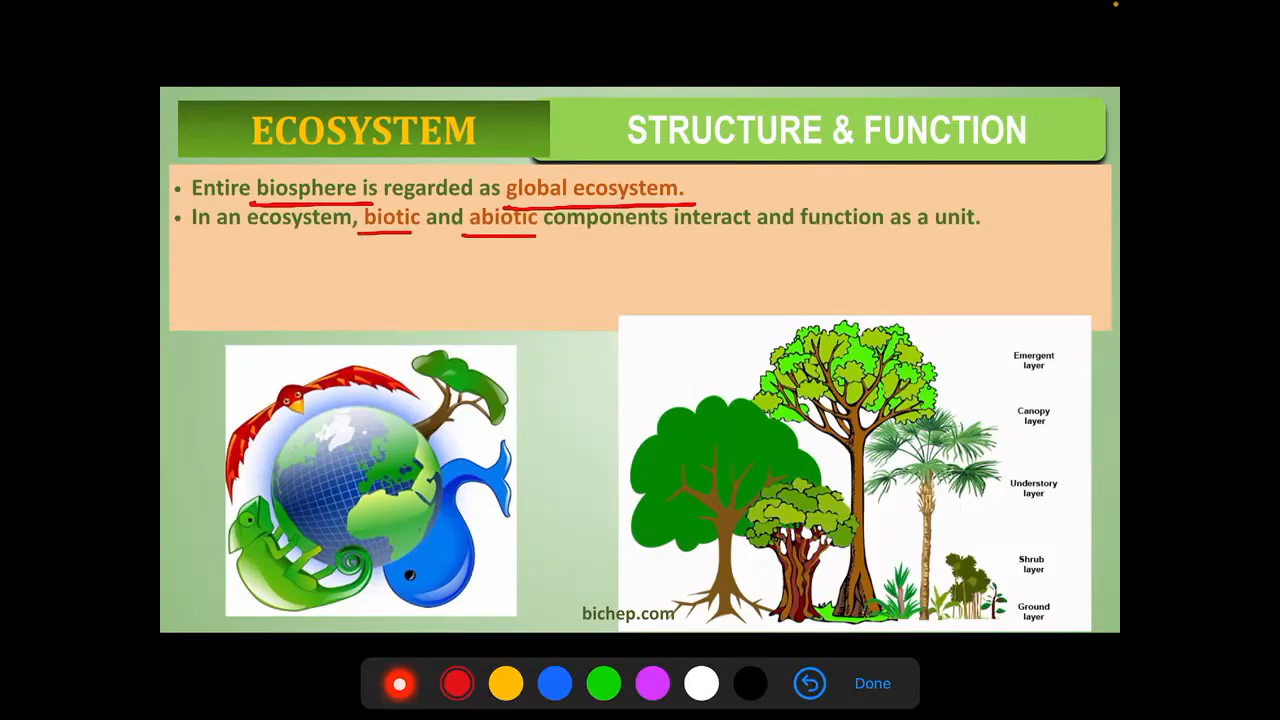 ECOSYSTEM
STRUCTURE & FUNCTION
• Entire biosphere is regarded as global ecosystem.
• In an ecosystem, biotic and abiotic components interact and function as a unit.
Emergent
layer
Canopy
layer
Understory
layer
Shrub
layer
Ground
layer
bichep.com
Done